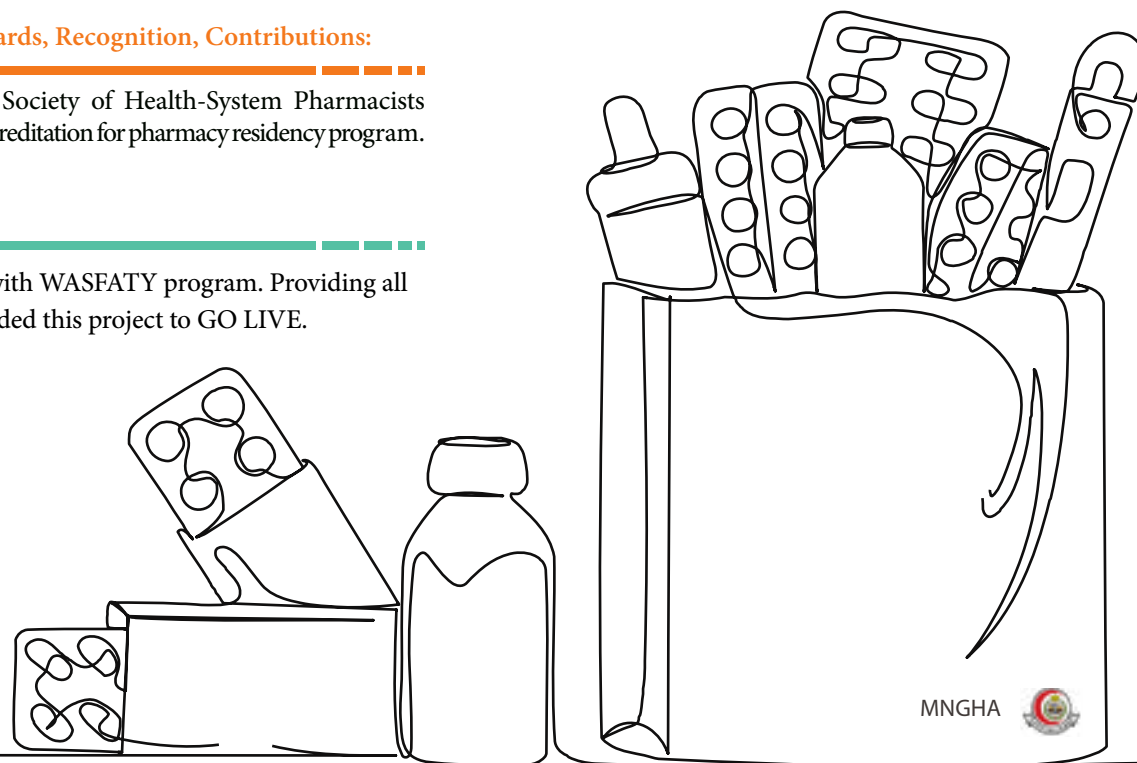 ards, Recognition, Contributions:
Society of Health-System Pharmacists
reditation for pharmacy residency program.
with WASFATY program. Providing all
ded this project to GO LIVE.
MNGHA